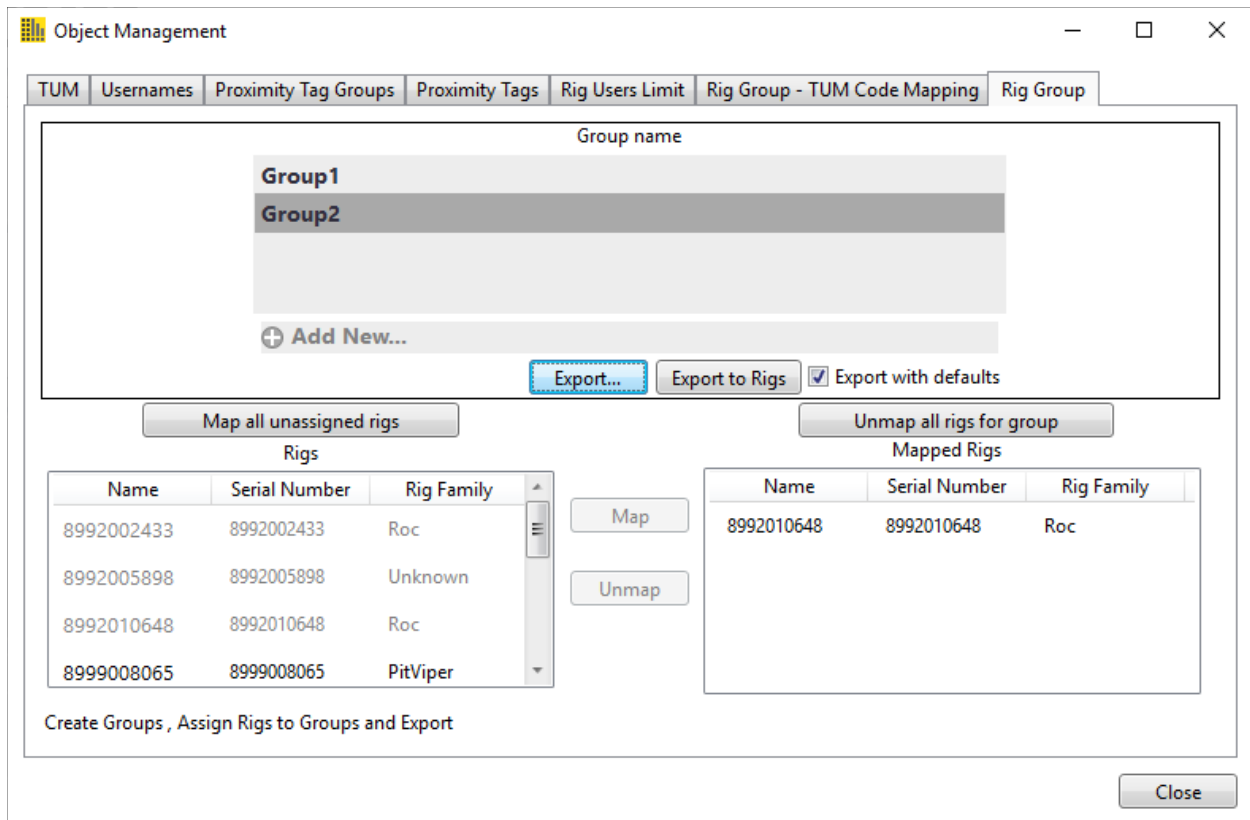 Object Management
TUM Usernames Proximity Tag Groups Proximity Tags Rig Users Limit Rig Group - TUM Code Mapping Rig Group
Group name
Group1
Group2
Add New...
Export... Export to Rigs Export with defaults
Map all unassigned rigs Unmap all rigs for group
Rigs Mapped Rigs
Name Serial Number Rig Family Name Serial Number Rig Family
8992002433 8992002433 Roc Map 8992010648 8992010648 Roc
8992005898 8992005898 Unknown Unmap
8992010648 8992010648 Roc
8999008065 8999008065 PitViper
Create Groups , Assign Rigs to Groups and Export
Close